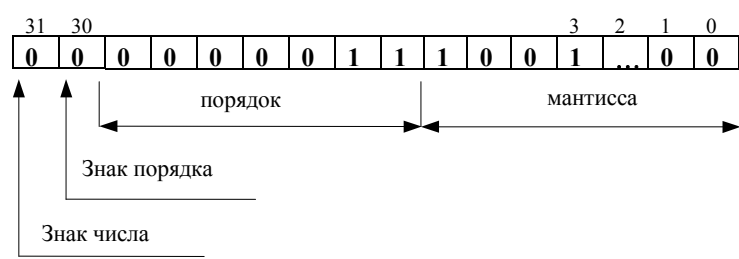 31 30 3 2 1 0
0 0 0 0 0 0 0 1 1 1 0 0 1 ... 0 0
порядок мантисса
Знак порядка
Знак числа